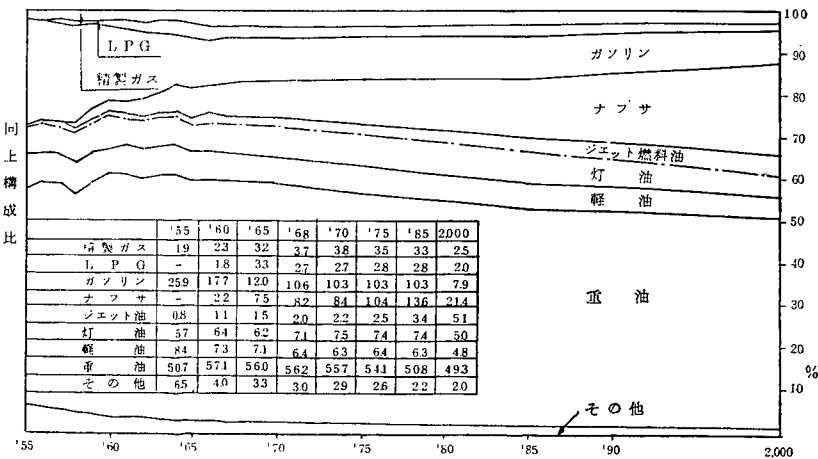 同上構成比
100
90
80
70
60
50
40
30
20
10
%
LPG
精製ガス
ガソリン
ナフサ
ジェット燃料油
灯油
軽油
重油
その他
'55 '60 '65 '68 '70 '75 '85 2,000
精製ガス 1.9 2.3 3.2 3.7 3.8 3.5 3.3 2.5
LPG - 1.8 3.3 2.7 2.7 2.8 2.8 2.0
ガソリン 25.9 17.7 12.0 10.6 10.3 10.3 10.3 7.9
ナフサ - 2.2 7.5 8.2 8.4 10.4 13.6 21.4
ジェット油 0.8 1.1 1.5 2.0 2.2 2.5 3.4 5.1
灯油 5.7 6.4 6.2 7.1 7.5 7.4 7.4 5.0
軽油 8.4 7.3 7.1 6.4 6.3 6.4 6.3 4.8
重油 50.7 57.1 56.0 56.2 55.7 54.1 50.8 49.3
その他 6.5 4.0 3.3 3.0 2.9 2.6 2.2 2.0
'55 '60 '65 '70 '75 '80 '85 '90 '95 2,000